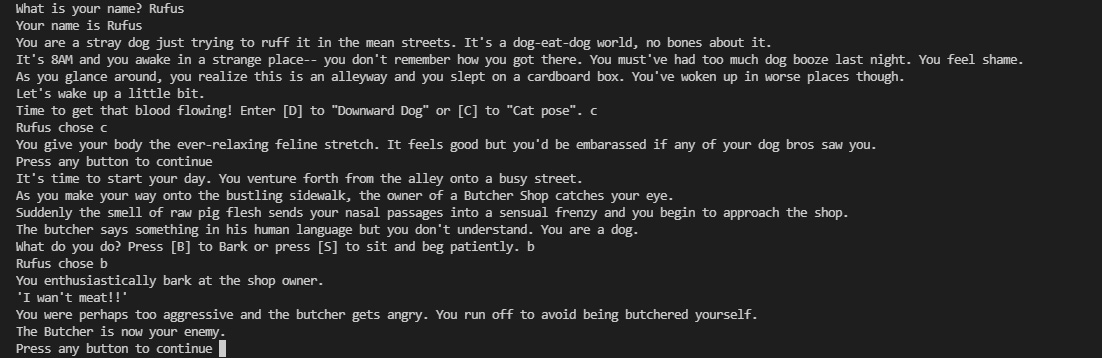 What is your name? Rufus
Your name is Rufus
You are a stray dog just trying to ruff it in the mean streets. It's a dog-eat-dog world, no bones about it.
It's 8AM and you awake in a strange place-- you don't remember how you got there. You must've had too much dog booze last night. You feel shame.
As you glance around, you realize this is an alleyway and you slept on a cardboard box. You've woken up in worse places though.
Let's wake up a little bit.
Time to get that blood flowing! Enter [D] to "Downward Dog" or [C] to "Cat pose". c
Rufus chose c
You give your body the ever-relaxing feline stretch. It feels good but you'd be embarassed if any of your dog bros saw you.
Press any button to continue
It's time to start your day. You venture forth from the alley onto a busy street.
As you make your way onto the bustling sidewalk, the owner of a Butcher Shop catches your eye.
Suddenly the smell of raw pig flesh sends your nasal passages into a sensual frenzy and you begin to approach the shop.
The butcher says something in his human language but you don't understand. You are a dog.
What do you do? Press [B] to Bark or press [S] to sit and beg patiently. b
Rufus chose b
You enthusiastically bark at the shop owner.
'I wan't meat!!'
You were perhaps too aggressive and the butcher gets angry. You run off to avoid being butchered yourself.
The Butcher is now your enemy.
Press any button to continue